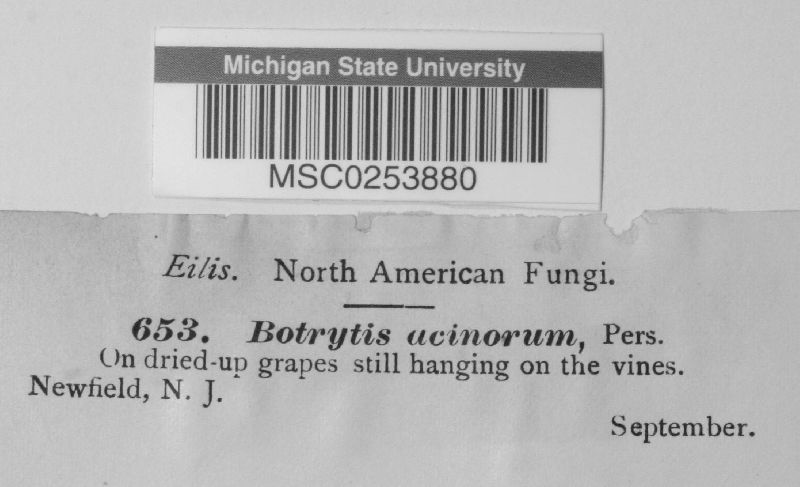 Michigan State University
MSC0253880
Ellis. North American Fungi.
653. Botrytis acinorum, Pers.
On dried-up grapes still hanging on the vines.
Newfield, N. J.
September.